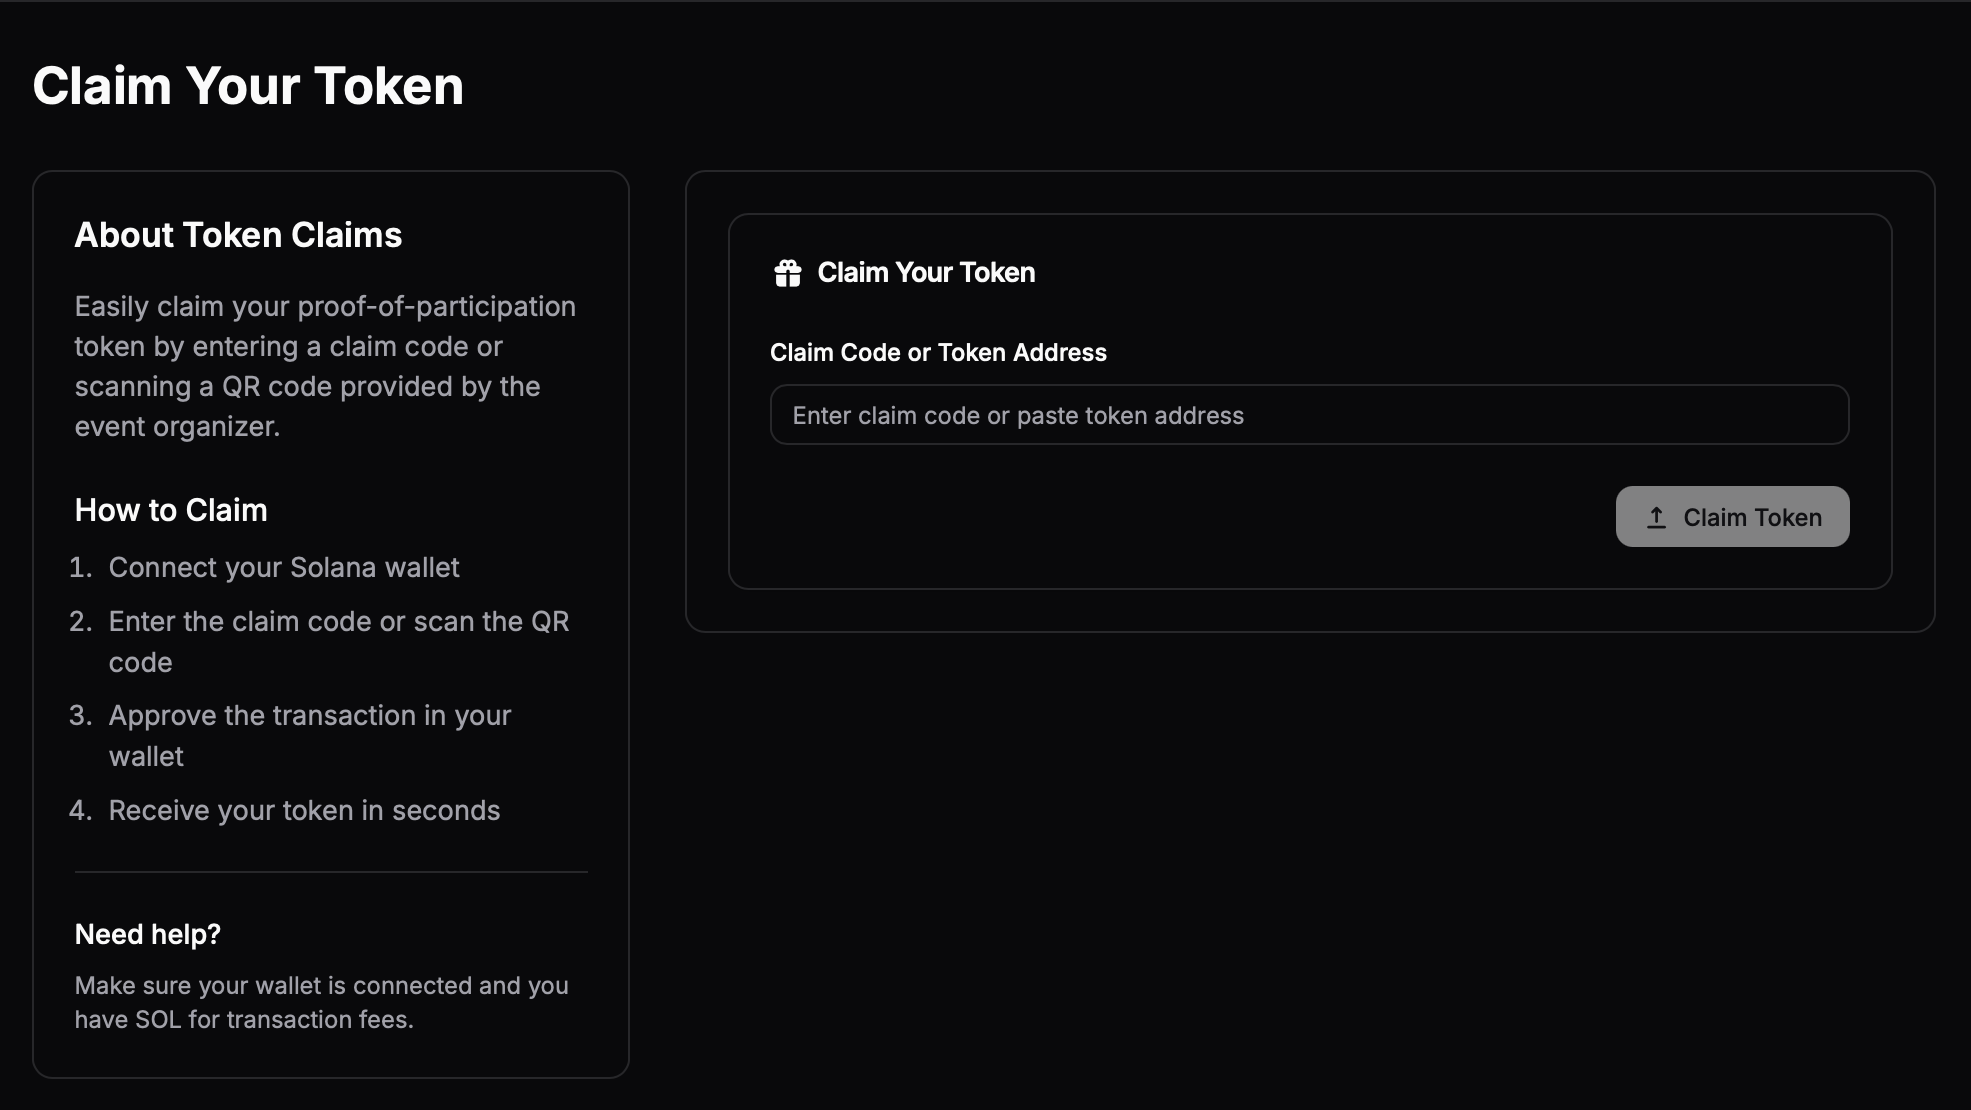 Claim Your Token
About Token Claims
Easily claim your proof-of-participation
token by entering a claim code or
scanning a QR code provided by the
event organizer.
How to Claim
1. Connect your Solana wallet
2. Enter the claim code or scan the QR
code
3. Approve the transaction in your
wallet
4. Receive your token in seconds
Need help?
Make sure your wallet is connected and you
have SOL for transaction fees.
Claim Your Token
Claim Code or Token Address
Enter claim code or paste token address
Claim Token